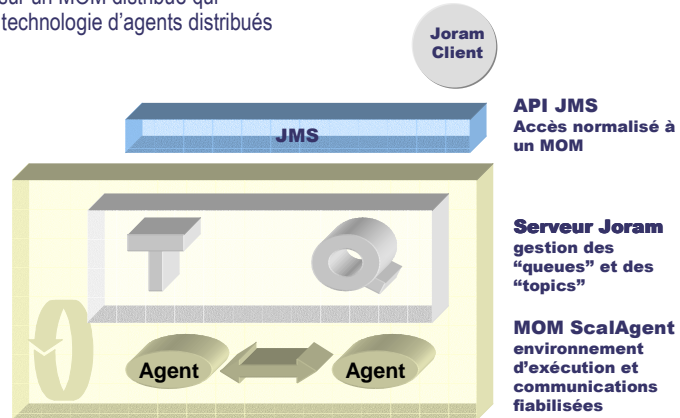 technologie d'agents distribués
Joram
Client
JMS
API JMS
Accès normalisé à
un MOM
T
Q
Serveur Joram
gestion des
“queues” et des
“topics”
MOM ScalAgent
environnement
d'exécution et
communications
fiabilisées
Agent
Agent